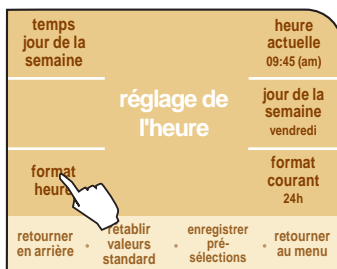 temps
jour de la
semaine
heure
actuelle
09:45 (am)
réglage de
l'heure
jour de la
semaine
vendredi
format
heure
format
courant
24h
retourner
en arrière
rétablir
valeurs
standard
enregistrer
pré-
sélections
retourner
au menu